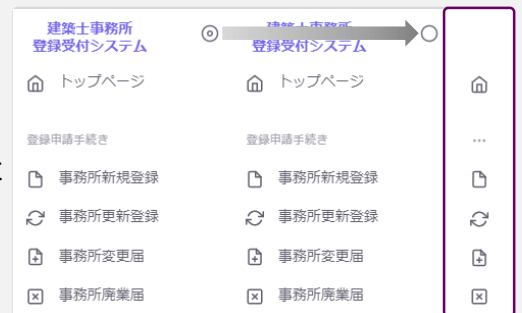 建築士事務所
登録受付システム
トップページ
登録申請手続き
事務所新規登録
事務所更新登録
事務所変更届
事務所廃業届
建築士事務所
登録受付システム
トップページ
登録申請手続き
事務所新規登録
事務所更新登録
事務所変更届
事務所廃業届
...